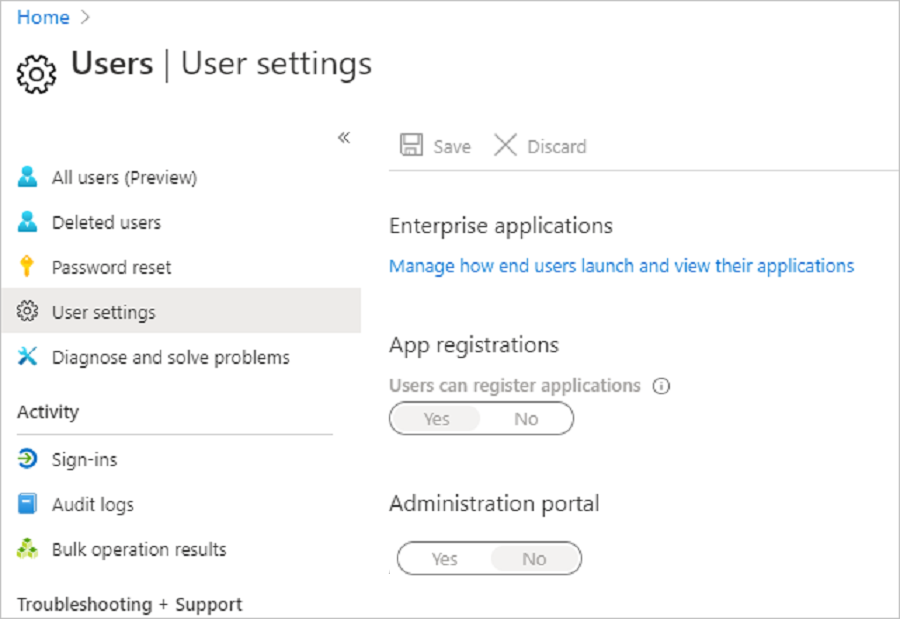 Home
Users | User settings
Save
Discard
All users (Preview)
Deleted users
Password reset
User settings
Diagnose and solve problems
Activity
Sign-ins
Audit logs
Bulk operation results
Troubleshooting + Support
Enterprise applications
Manage how end users launch and view their applications
App registrations
Users can register applications
Yes No
Administration portal
Yes No